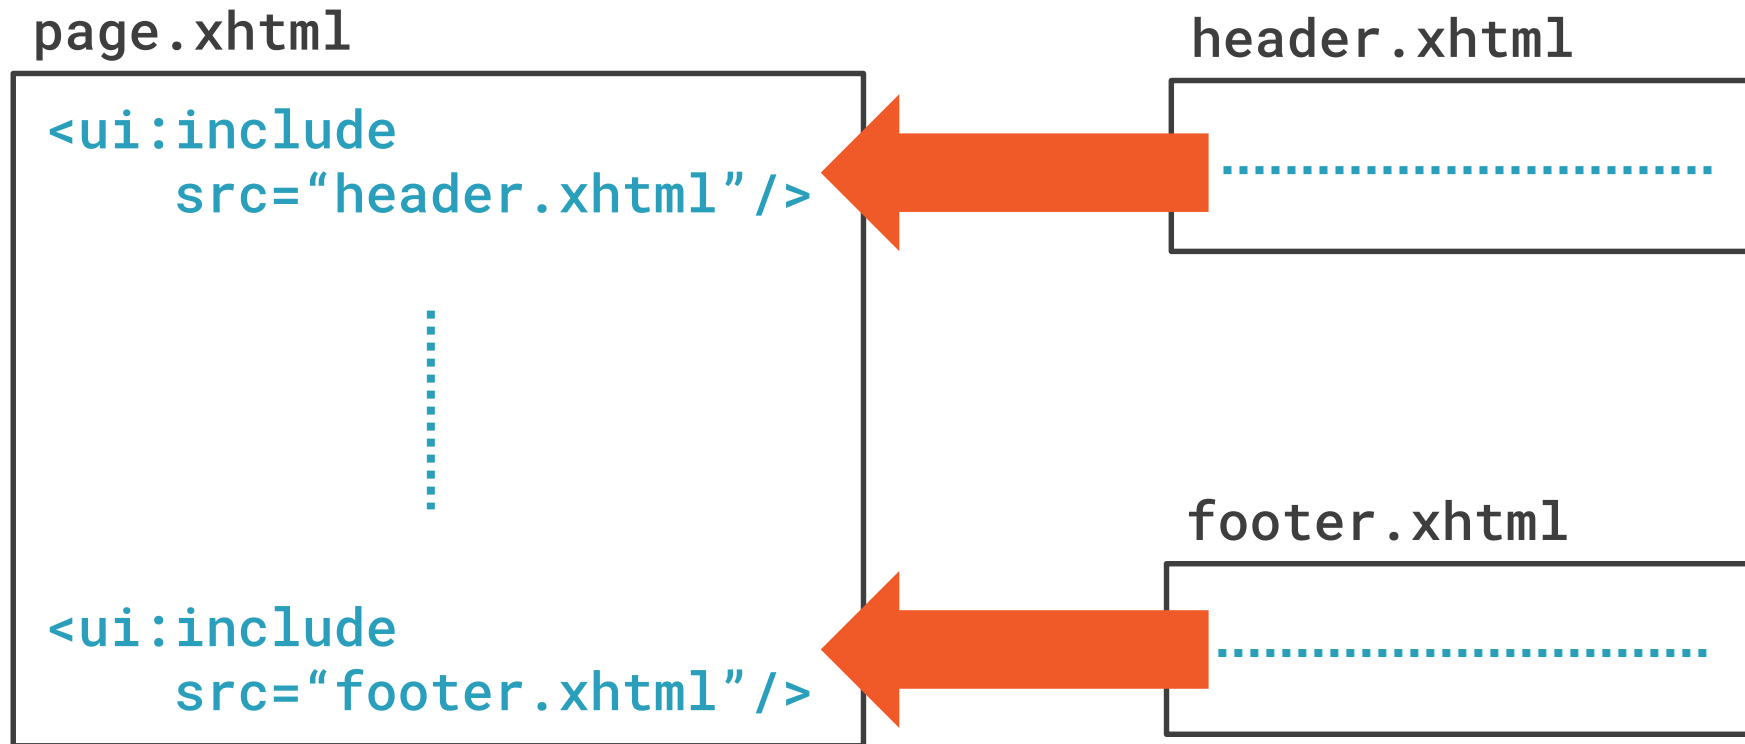 page.xhtml
<ui:include
    src=“header.xhtml”/>
<ui:include
    src=“footer.xhtml”/>
header.xhtml
footer.xhtml